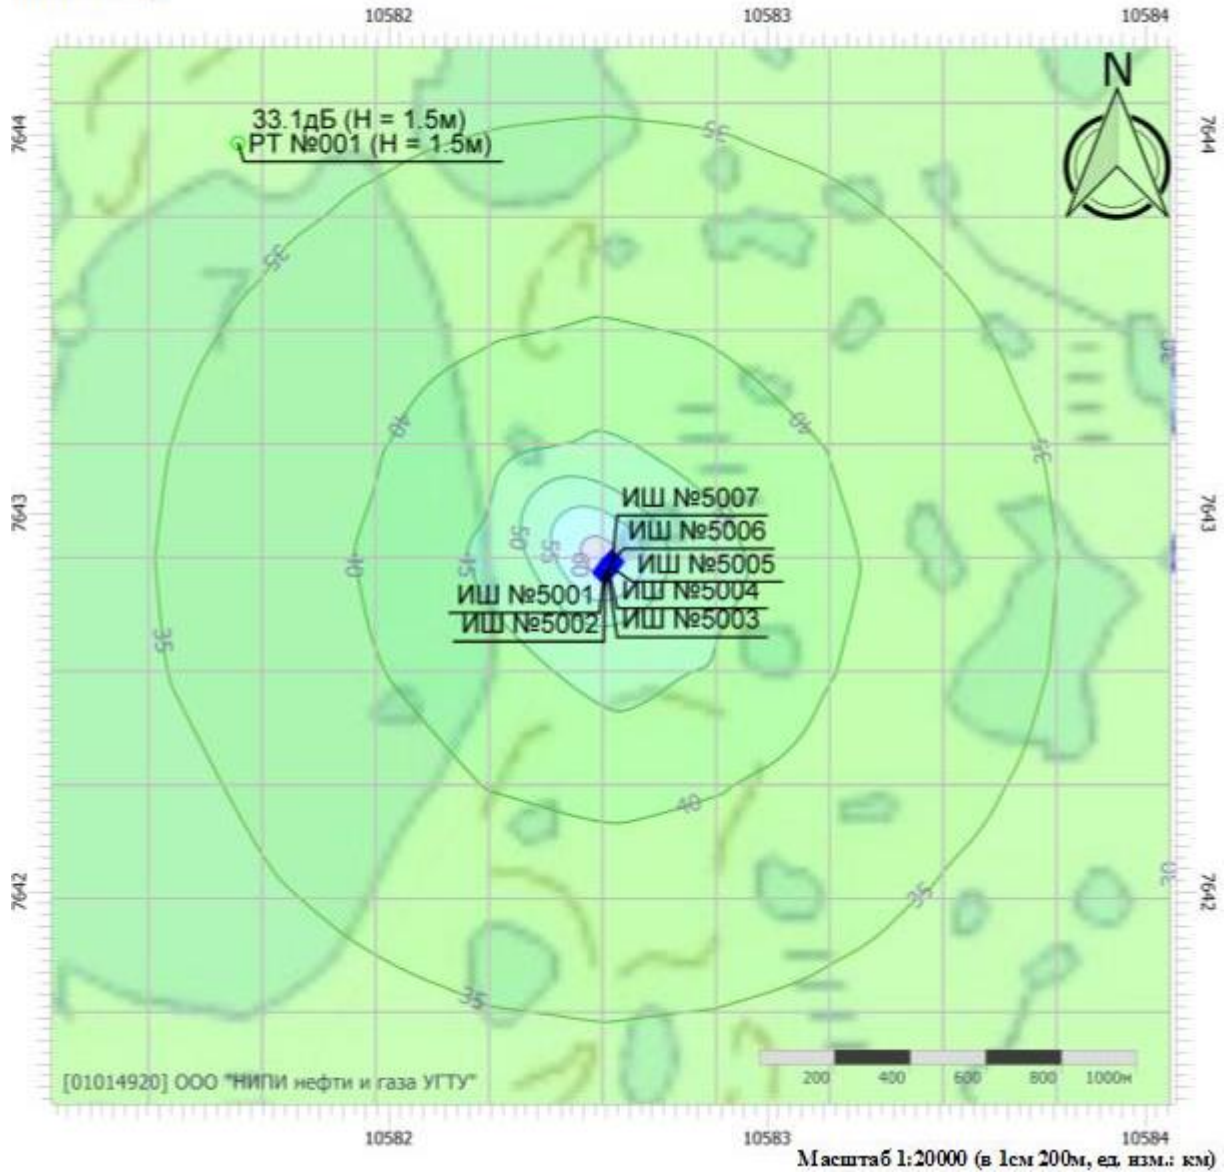 10582 10583 10584
N
33.1дБ (Н = 1.5м)
РТ №001 (Н = 1.5м)
7644
7644
35
35
40
40
35
30
7643
7643
ИШ №5007
ИШ №5006
50
55
60
40
45
ИШ №5005
ИШ №5001
ИШ №5004
ИШ №5002
ИШ №5003
35
40
7642
7642
30
35
35
200 400 600 800 1000м
[01014920] ООО "НИПИ нефти и газа УГТУ"
10582 10583 10584
Масштаб 1:20000 (в 1см 200м, ед. изм.: км)